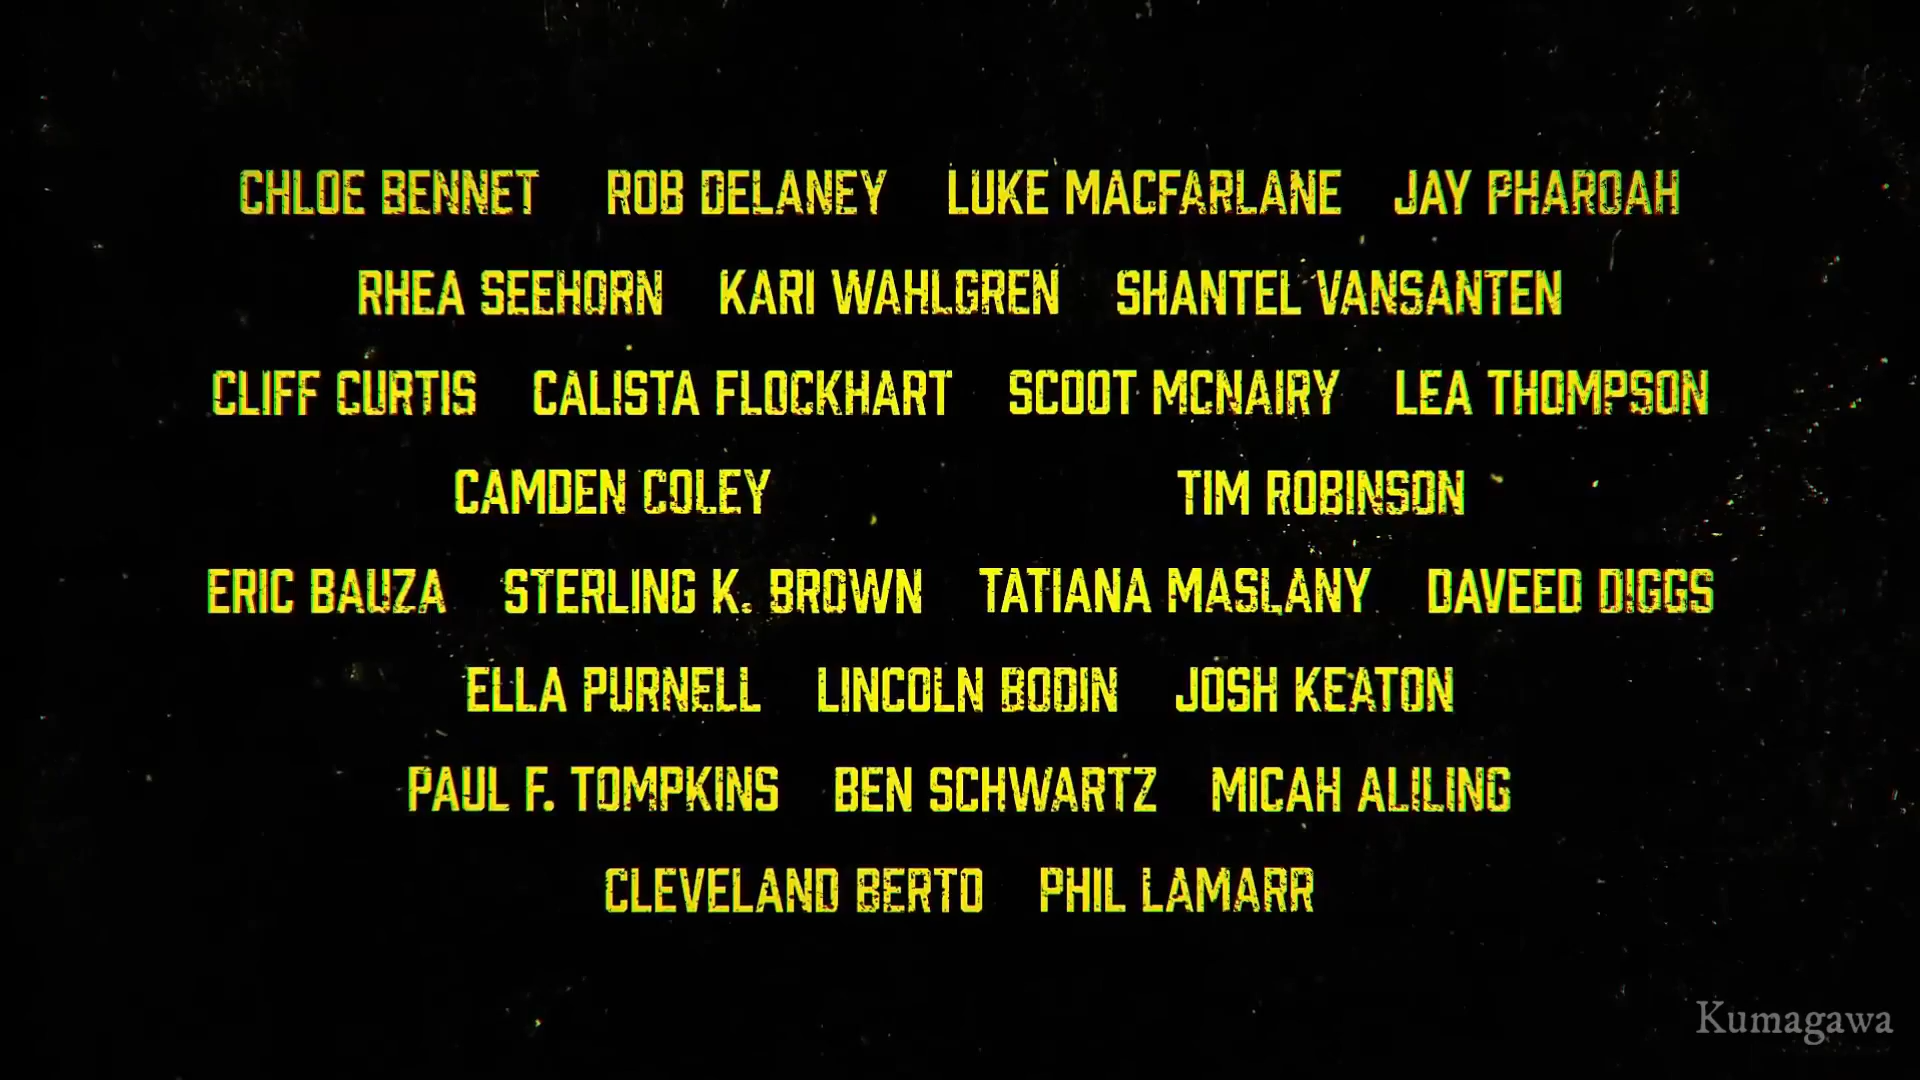 CHLOE BENNET ROB DELANEY LUKE MACFARLANE JAY PHAROAH
RHEA SEEHORN KARI WAHLGREN SHANTEL VANSANTEN
CLIFF CURTIS CALISTA FLOCKHART SCOOT MCNAIRY LEA THOMPSON
CAMDEN COLEY TIM ROBINSON
ERIC BAUZA STERLING K. BROWN TATIANA MASLANY DAVEED DIGGS
ELLA PURNELL LINCOLN BODIN JOSH KEATON
PAUL F. TOMPKINS BEN SCHWARTZ MICAH ALILING
CLEVELAND BERTO PHIL LAMARR
Kumagawa